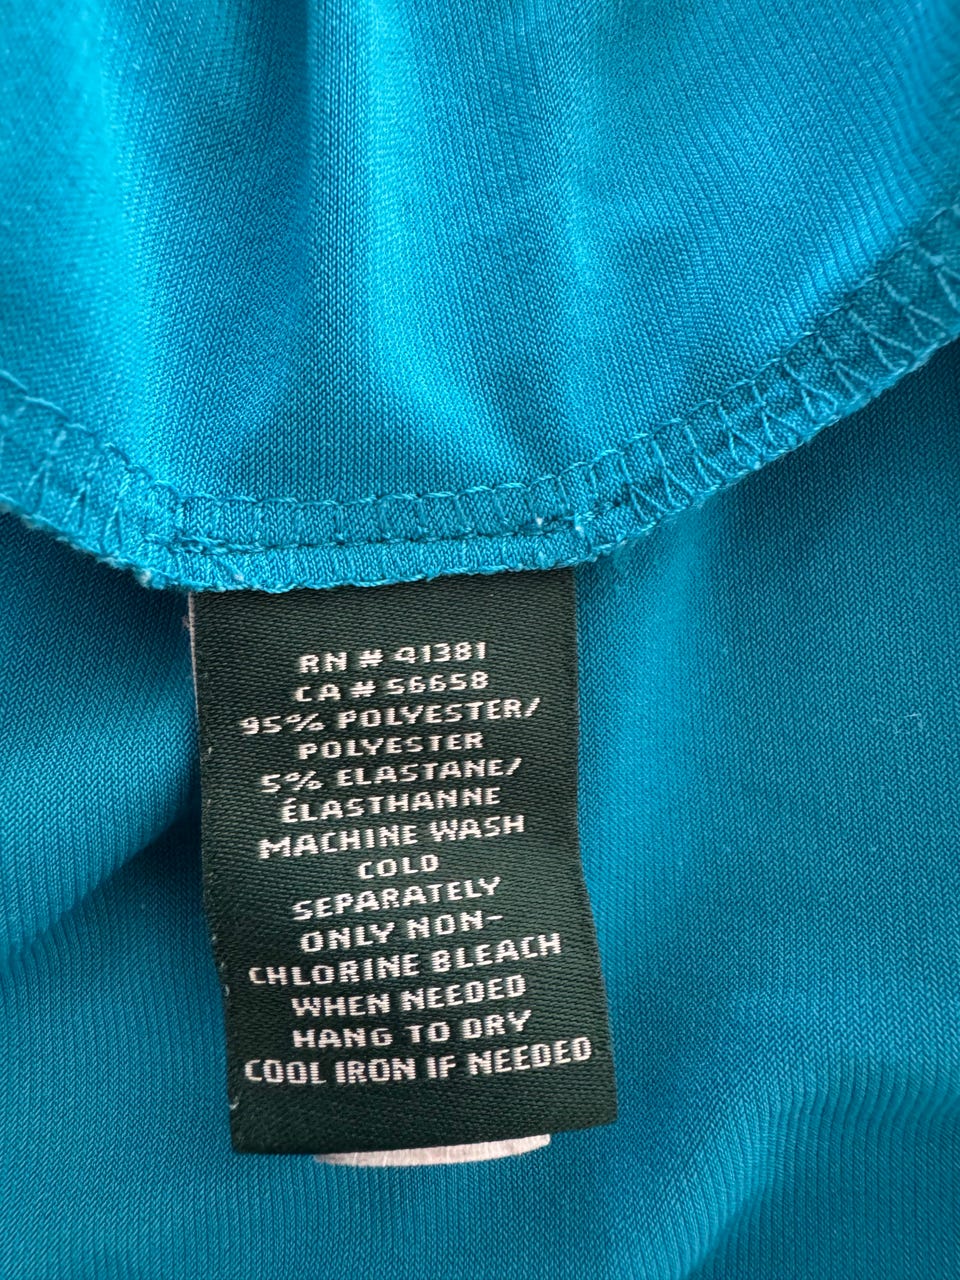 RN # 41381
CA # 56658
95% POLYESTER/
POLYESTER
5% ELASTANE/
ÉLASTHANNE
MACHINE WASH
COLD
SEPARATELY
ONLY NON-
CHLORINE BLEACH
WHEN NEEDED
HANG TO DRY
COOL IRON IF NEEDED